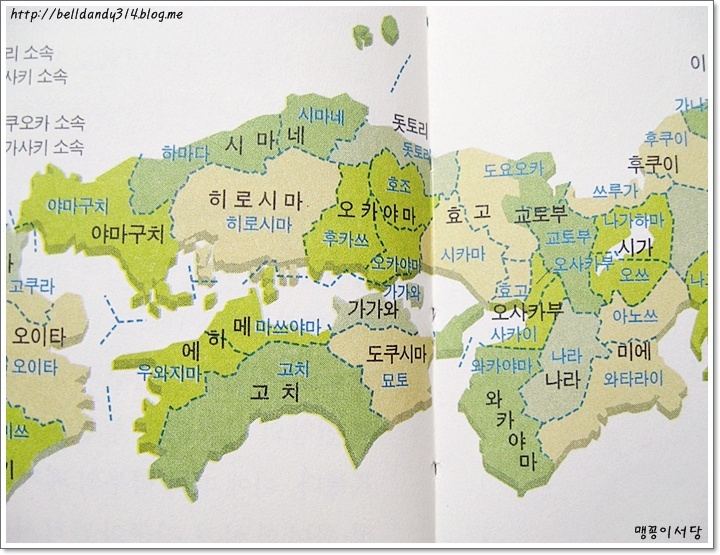 http://belldandy314.blog.me
리 소속
사키 소속
쿠오카 소속
가사키 소속
이
시마네
돗토리
가나
하마다
시 마 네
돗토리
후쿠이
도요오카
후쿠이
호조
쓰루가
야마구치
히 로 시 마
오 카 야 마
효 고
교토부
나가하마
야마구치
히로시마
후카쓰
시카마
교토부
시가
오카야마
오사카부
오쓰
고쿠라
가가와
효고
가가와
오사카부
아노쓰
오이타
에 히 메
마쓰야마
사카이
도쿠시마
와카야마
나라
미에
오이타
우와지마
고치
묘토
나라
와타라이
고 치
와 카 야 마
이쓰
맹꽁이서당